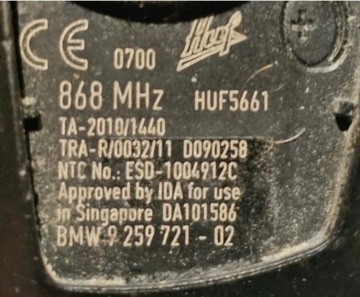 CE 0700 Huf
868 MHz HUF5661
TA-2010/1440
TRA-R/0032/11 D090258
NTC No.: ESD-1004912C
Approved by IDA for use
in Singapore DA101586
BMW 9 259 721 - 02